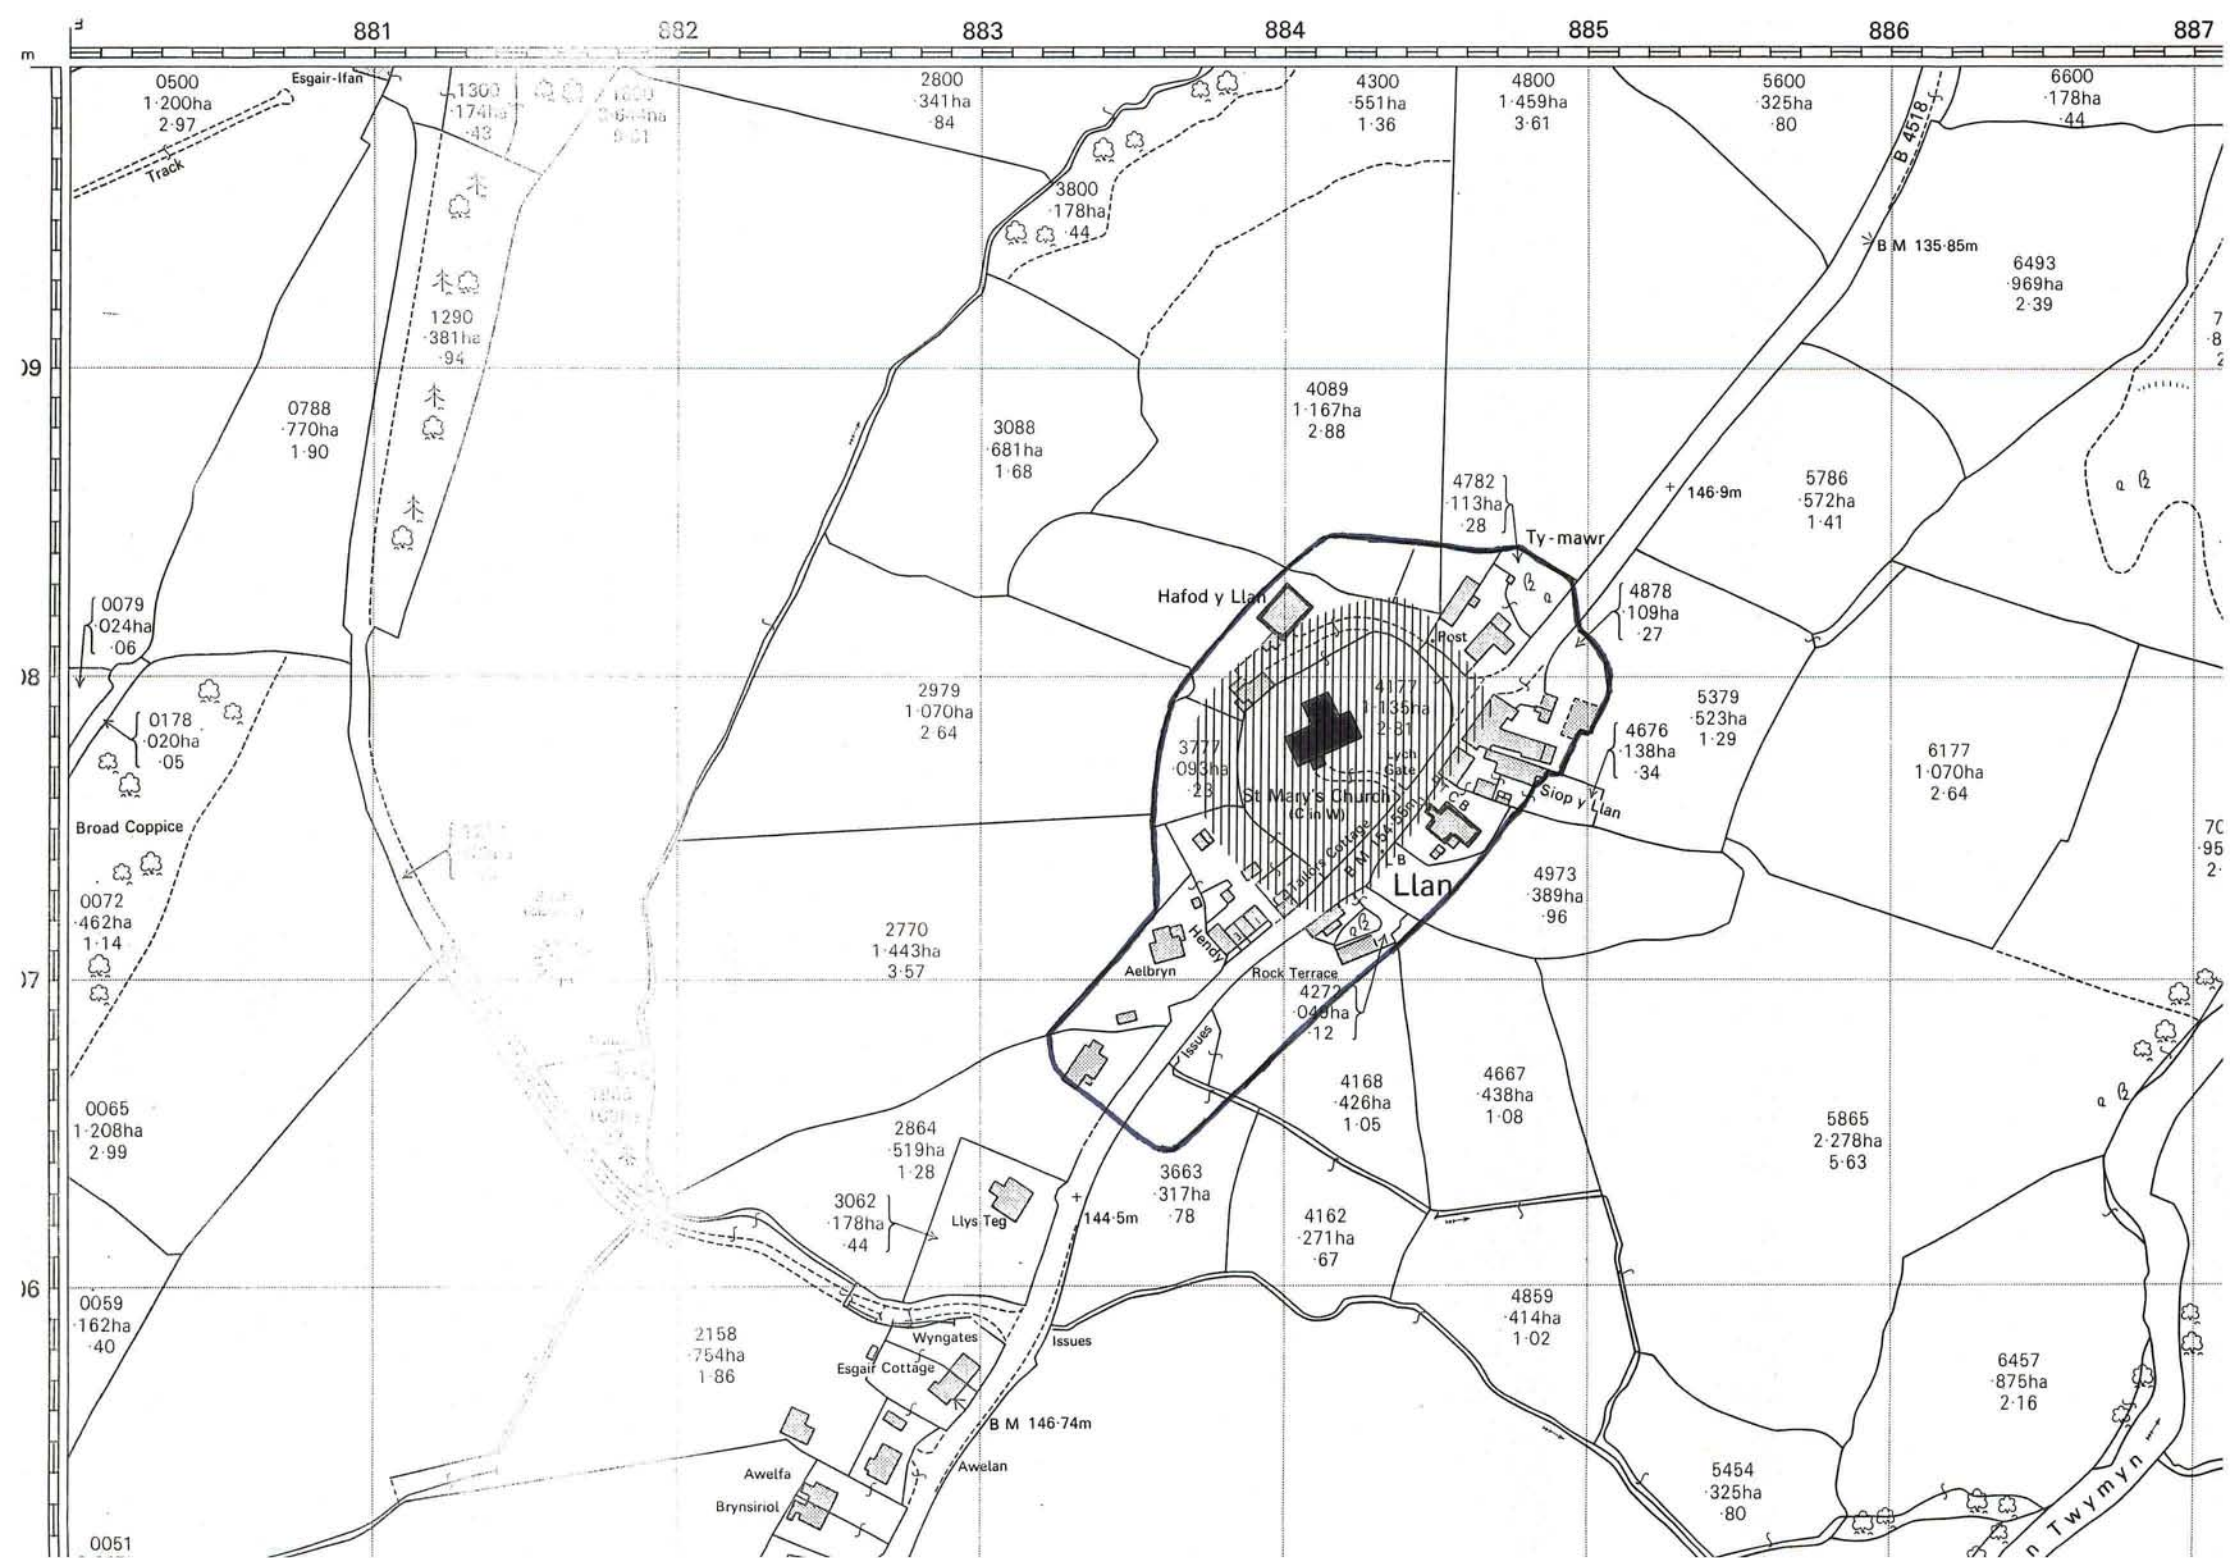 881
882
883
884
885
886
887
m
0500
1·200ha
2·97
Track
Esgair-Ifan
1300
·174ha
·43
2800
·341ha
·84
4300
·551ha
1·36
4800
1·459ha
3·61
5600
·325ha
·80
B 4518
6600
·178ha
·44
3800
·178ha
·44
B M 135·85m
6493
·969ha
2·39
1290
·381ha
·94
09
0788
·770ha
1·90
3088
·681ha
1·68
4089
1·167ha
2·88
4782
·113ha
·28
146·9m
5786
·572ha
1·41
Ty-mawr
Hafod y Llan
Post
4878
·109ha
·27
0079
·024ha
·06
08
0178
·020ha
·05
2979
1·070ha
2·64
4177
1·135ha
2·81
5379
·523ha
1·29
4676
·138ha
·34
6177
1·070ha
2·64
3777
·093ha
·23
Lych
Gate
St Mary's Church
(C in W)
T C B
Siop y Llan
Broad Coppice
Tailors Cottage
B M 154·55m
L B
Llan
4973
·389ha
·96
0072
·462ha
1·14
2770
1·443ha
3·57
Hendy
Aelbryn
Rock Terrace
07
4272
·049ha
·12
Issues
0065
1·208ha
2·99
2864
·519ha
1·28
4168
·426ha
1·05
4667
·438ha
1·08
5865
2·278ha
5·63
3062
·178ha
·44
Llys Teg
144·5m
3663
·317ha
·78
4162
·271ha
·67
06
0059
·162ha
·40
2158
·754ha
1·86
Wyngates
Esgair Cottage
Issues
4859
·414ha
1·02
6457
·875ha
2·16
B M 146·74m
Awelan
Awelfa
Brynsiriol
5454
·325ha
·80
Twymyn
0051